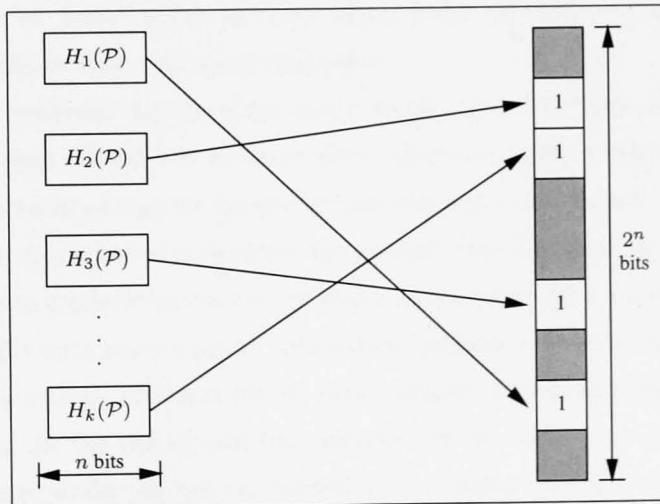 H₁(𝒫)
H₂(𝒫)
H₃(𝒫)
.
.
.
Hₖ(𝒫)
n bits
1
1
1
1
2ⁿ
bits